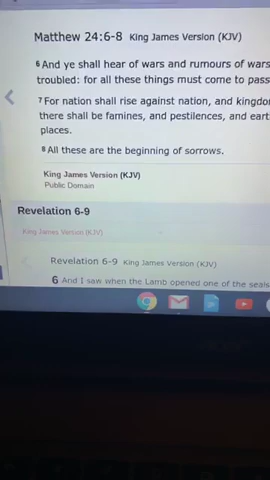 Matthew 24:6-8 King James Version (KJV)
6 And ye shall hear of wars and rumours of wars
troubled: for all these things must come to pass
7 For nation shall rise against nation, and
there shall be famines, and pestilences, and
places.
8 All these are the beginning of sorrows.
King James Version (KJV)
Public Domain
Revelation 6-9
King James Version (KJV)
Revelation 6-9 King James Version (KJV)
6 And I saw when the Lamb opened one of the seals